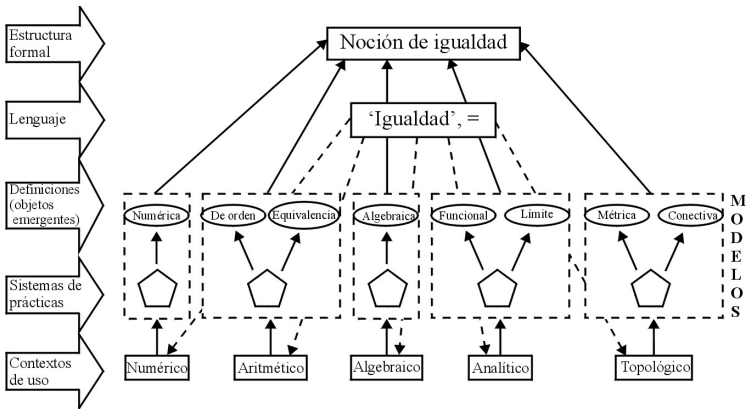 Estructura
formal
Noción de igualdad
Lenguaje
‘Igualdad’, =
Definiciones
(objetos
emergentes)
Numérica
De orden
Equivalencia
Algebraica
Funcional
Límite
Métrica
Conectiva
MODELOS
Sistemas de
prácticas
Contextos
de uso
Numérico
Aritmético
Algebraico
Analítico
Topológico